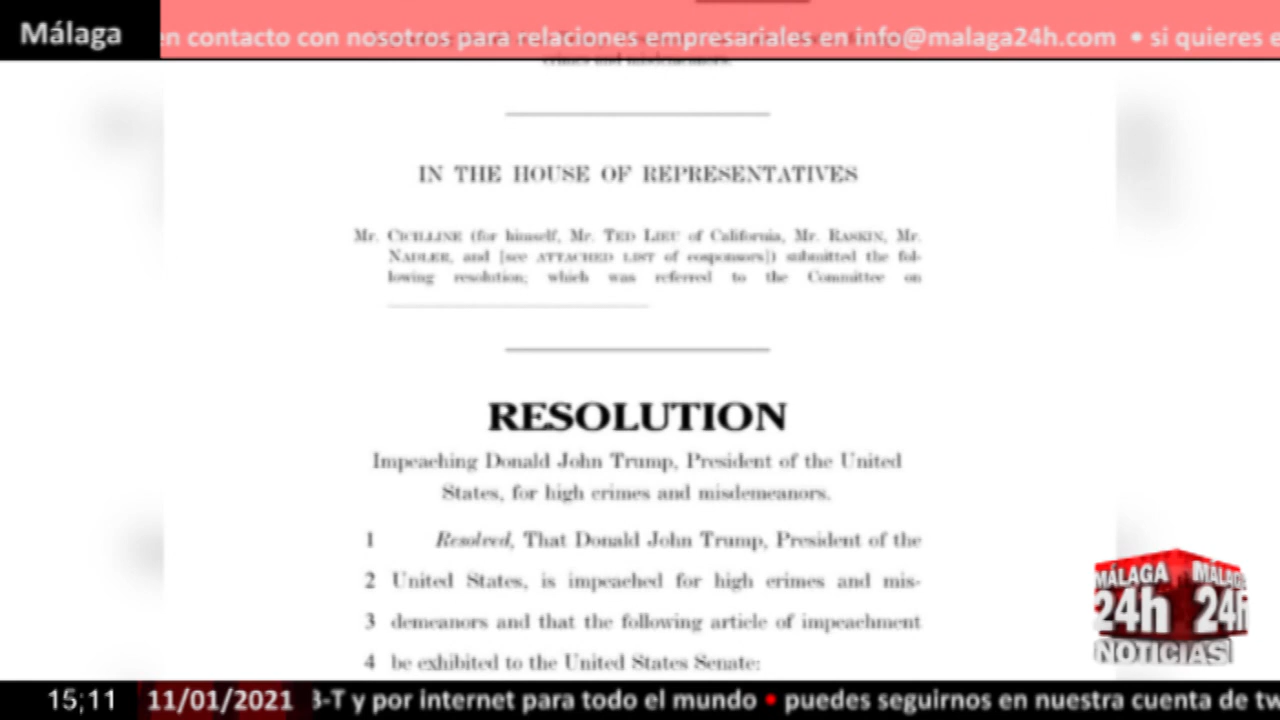 Málaga
en contacto con nosotros para relaciones empresariales en info@malaga24h.com • si quieres e
crimes and misdemeanors.
IN THE HOUSE OF REPRESENTATIVES
Mr. CICILLINE (for himself, Mr. TED LIEU of California, Mr. RASKIN, Mr.
NADLER, and [see ATTACHED LIST of cosponsors]) submitted the fol-
lowing resolution; which was referred to the Committee on
RESOLUTION
Impeaching Donald John Trump, President of the United
States, for high crimes and misdemeanors.
1 Resolved, That Donald John Trump, President of the
2 United States, is impeached for high crimes and mis-
3 demeanors and that the following article of impeachment
4 be exhibited to the United States Senate:
MÁLAGA MÁLAGA
24h 24h
NOTICIAS
15:11 11/01/2021 3-T y por internet para todo el mundo • puedes seguirnos en nuestra cuenta de tw